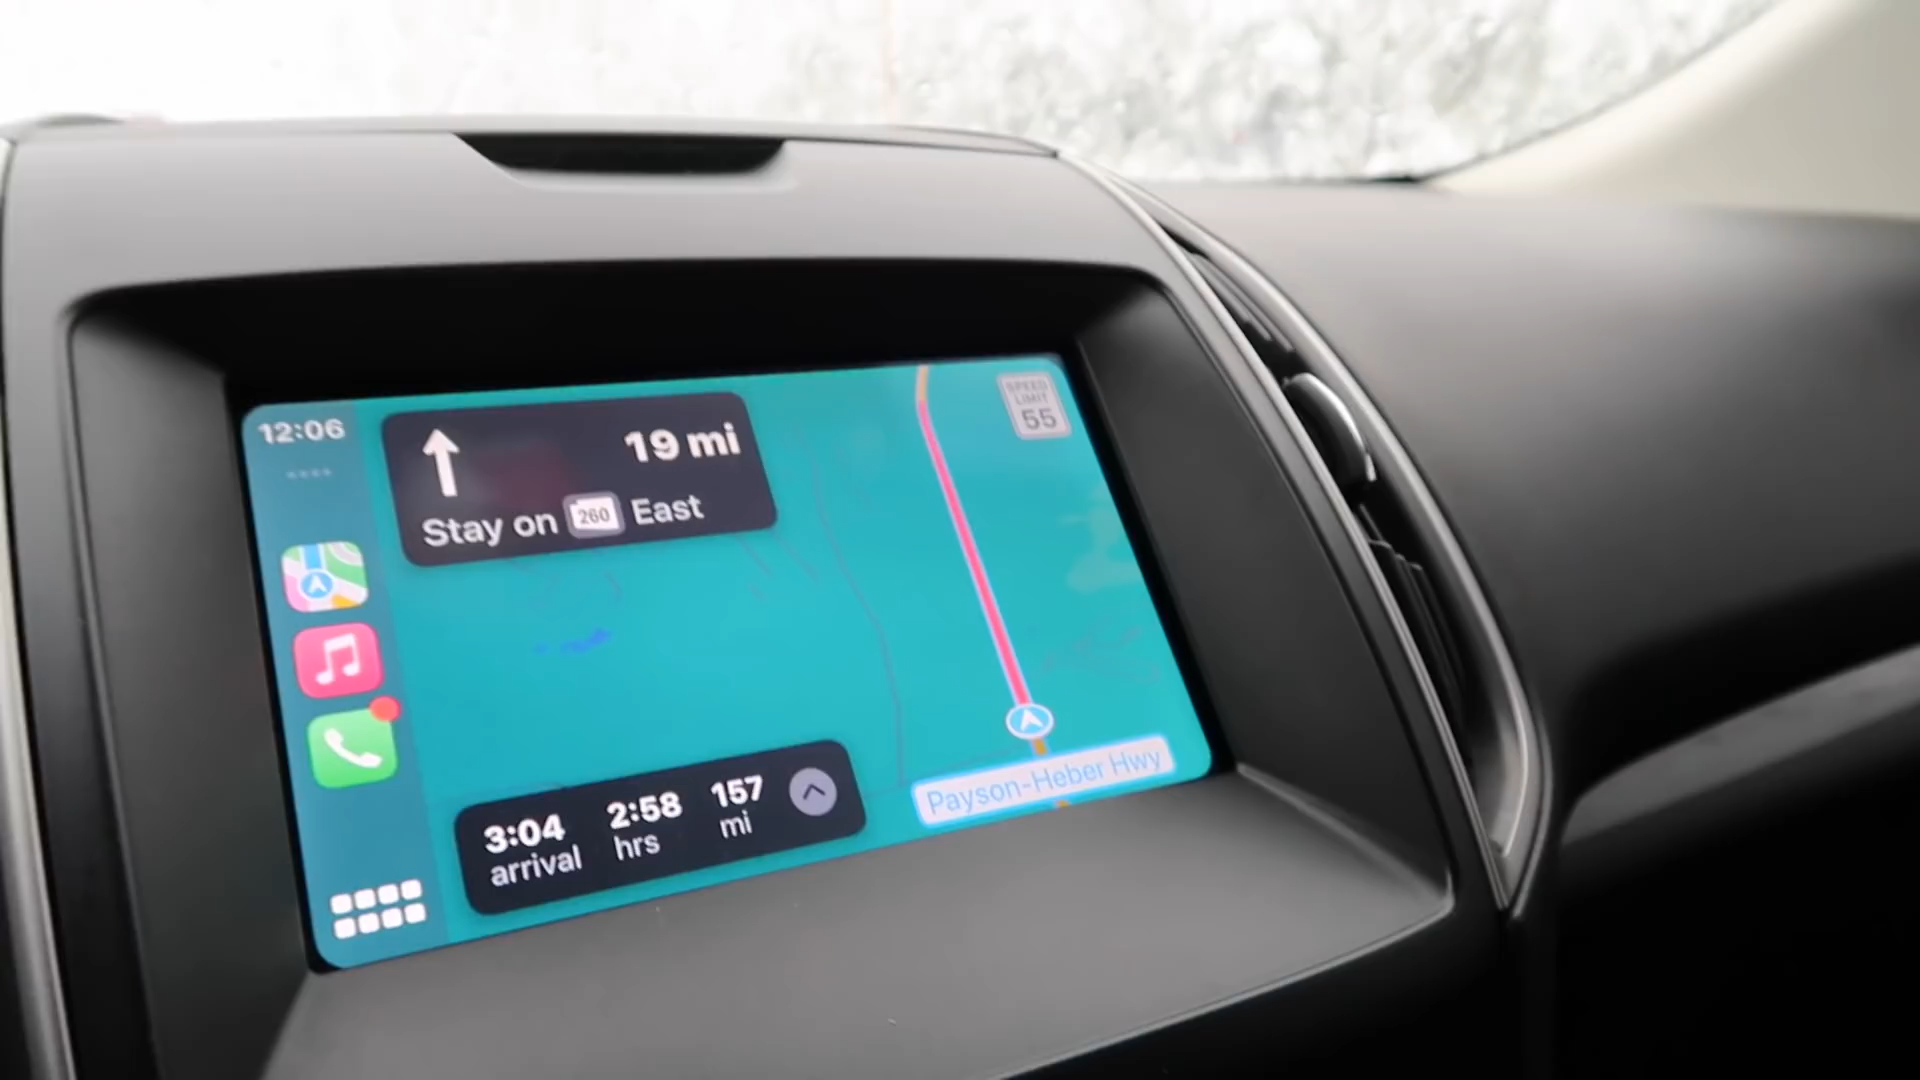 12:06
19 mi
Stay on 260 East
SPEED
LIMIT
55
3:04 2:58 157
arrival hrs mi
Payson-Heber Hwy